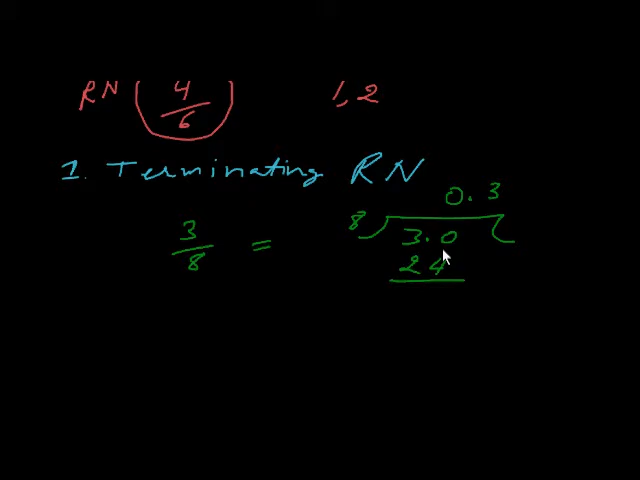 RN 4/6 1, 2
1. Terminating RN
0.3
3/8 = 8 ) 3.0 (
24